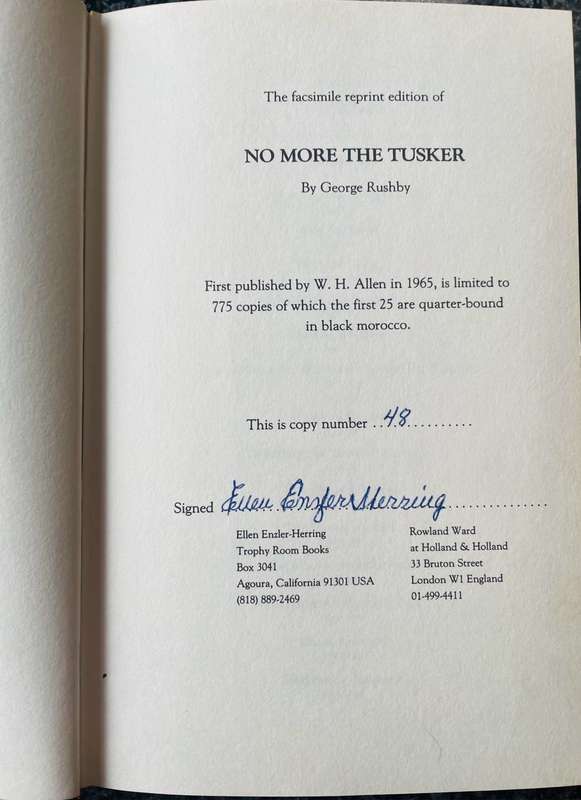 The facsimile reprint edition of
NO MORE THE TUSKER
By George Rushby
First published by W. H. Allen in 1965, is limited to
775 copies of which the first 25 are quarter-bound
in black morocco.
This is copy number ..48..........
Signed Ellen Enzler Herring...............
Ellen Enzler-Herring
Trophy Room Books
Box 3041
Agoura, California 91301 USA
(818) 889-2469
Rowland Ward
at Holland & Holland
33 Bruton Street
London W1 England
01-499-4411